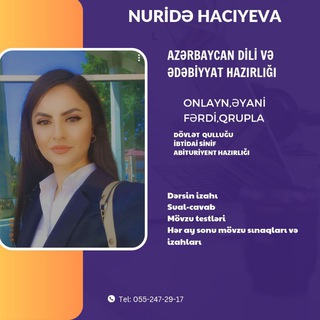 NURİDƏ HACIYEVA
AZƏRBAYCAN DİLİ VƏ
ƏDƏBİYYAT HAZIRLIĞI
ONLAYN,ƏYANİ
FƏRDİ,QRUPLA
DÖVLƏT QULLUĞU
İBTİDAİ SİNİF
ABİTURİYENT HAZIRLIĞI
Dərsin izahı
Sual-cavab
Mövzu testləri
Hər ay sonu mövzu sınaqları və
izahları
Tel: 055-247-29-17